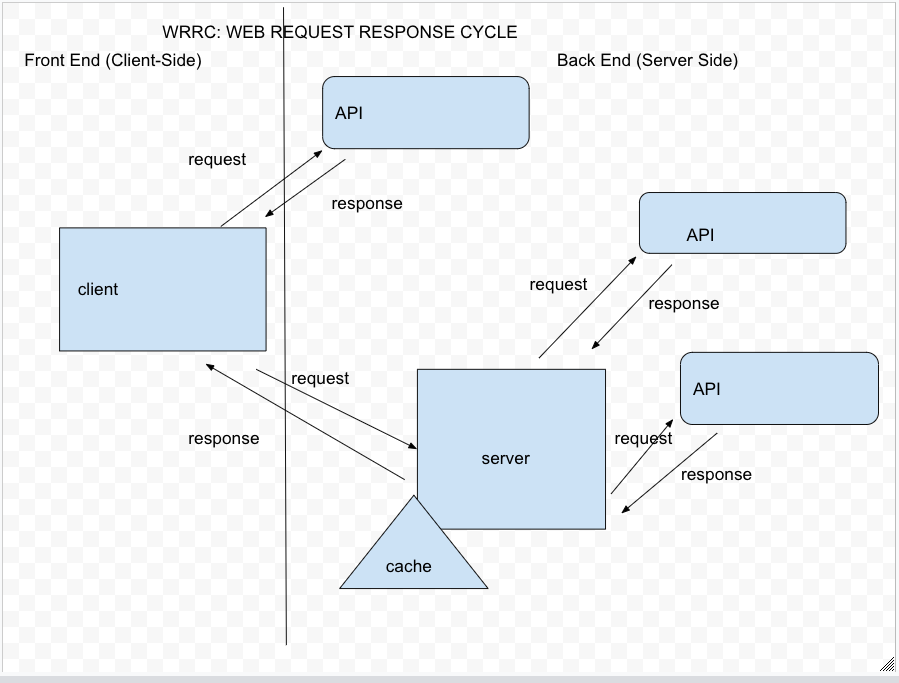 WRRC: WEB REQUEST RESPONSE CYCLE
Front End (Client-Side)
Back End (Server Side)
API
request
response
API
client
request
response
request
API
response
request
server
response
cache